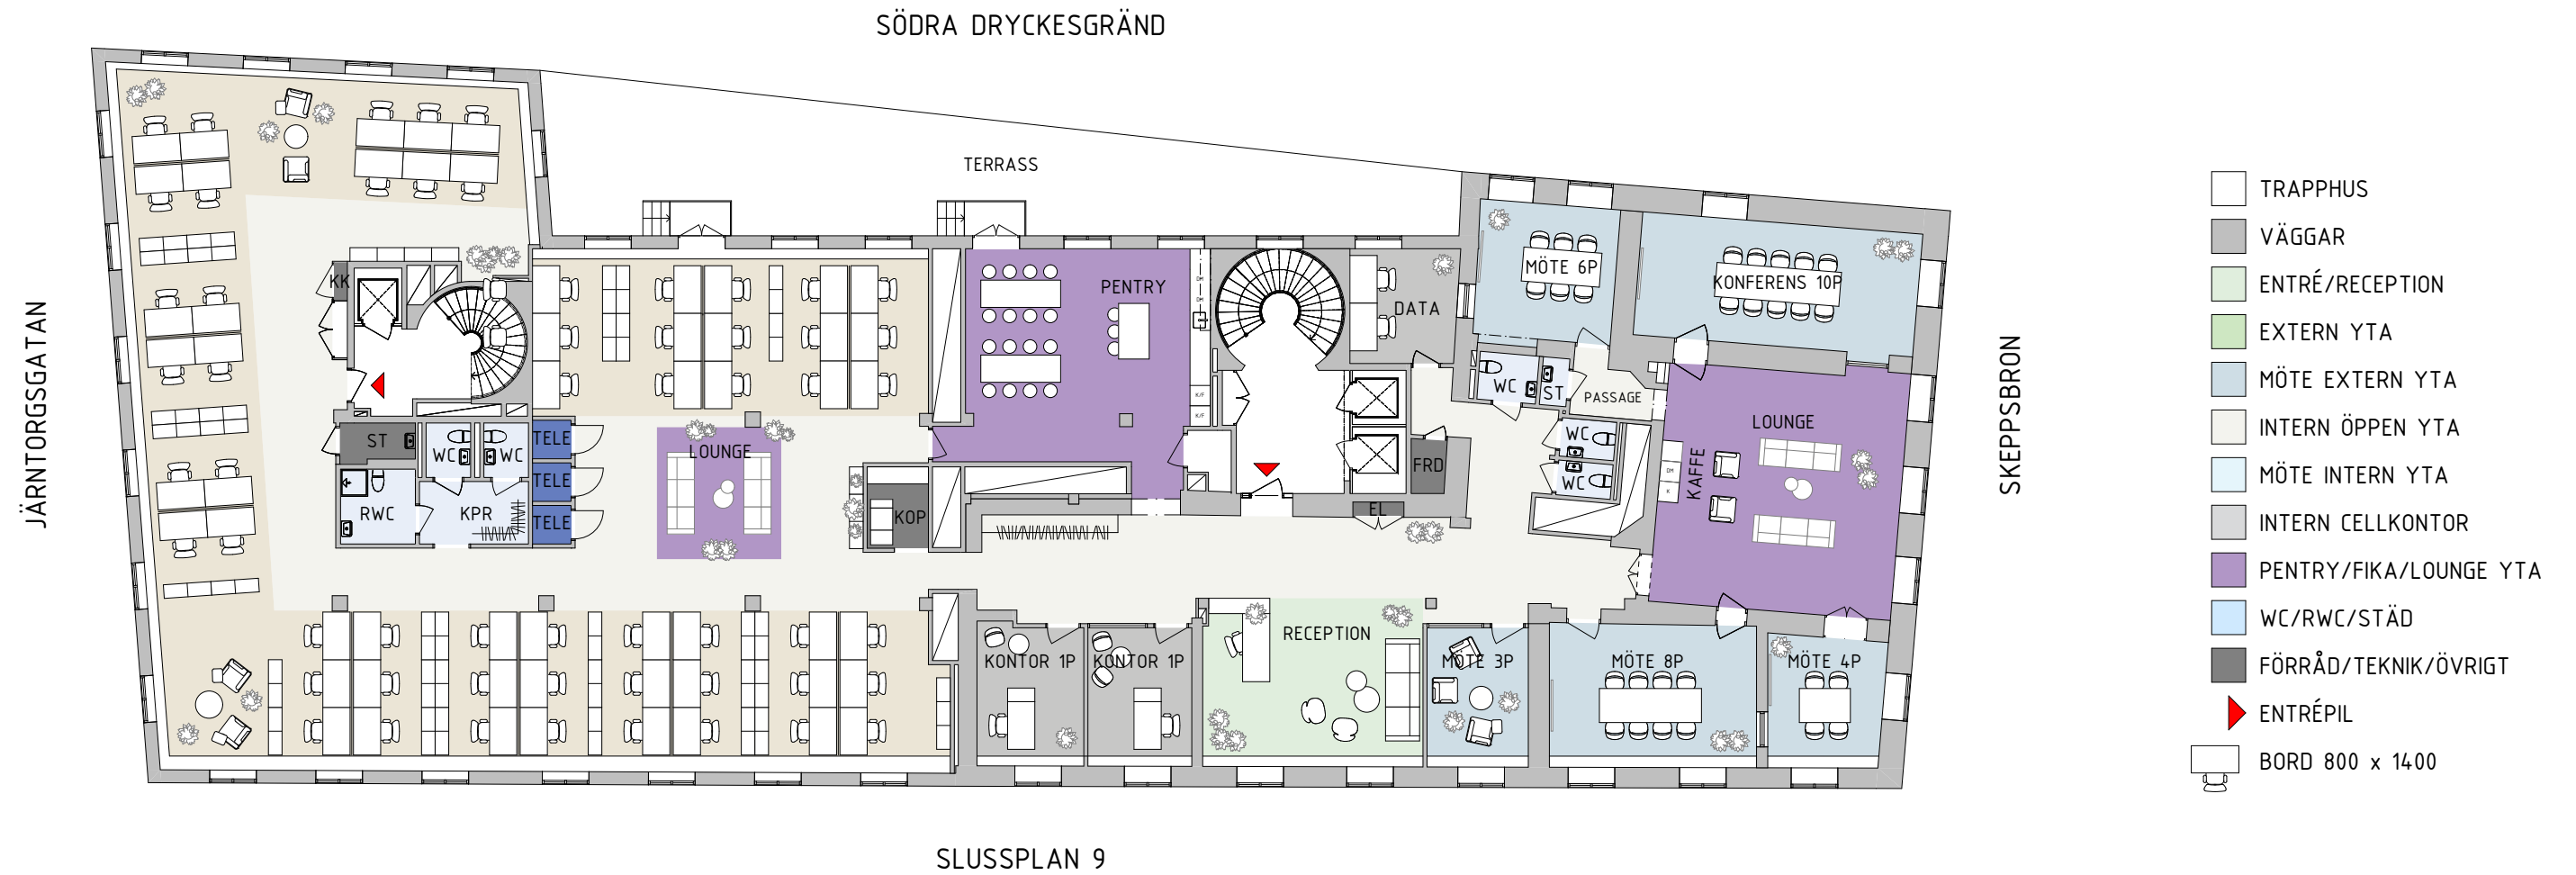 SÖDRA DRYCKESGRÄND
JÄRNTORGSGATAN
TERRASS
KK
ST
WC
WC
RWC
KPR
TELE
TELE
TELE
LOUNGE
KOP
PENTRY
DM
DM
K/F
K/F
DATA
FRD
EL
MÖTE 6P
KONFERENS 10P
WC
ST
PASSAGE
WC
WC
LOUNGE
KAFFE
DM
K
KONTOR 1P
KONTOR 1P
RECEPTION
MÖTE 3P
MÖTE 8P
MÖTE 4P
SKEPPSBRON
SLUSSPLAN 9
TRAPPHUS
VÄGGAR
ENTRÉ/RECEPTION
EXTERN YTA
MÖTE EXTERN YTA
INTERN ÖPPEN YTA
MÖTE INTERN YTA
INTERN CELLKONTOR
PENTRY/FIKA/LOUNGE YTA
WC/RWC/STÄD
FÖRRÅD/TEKNIK/ÖVRIGT
ENTRÉPIL
BORD 800 x 1400